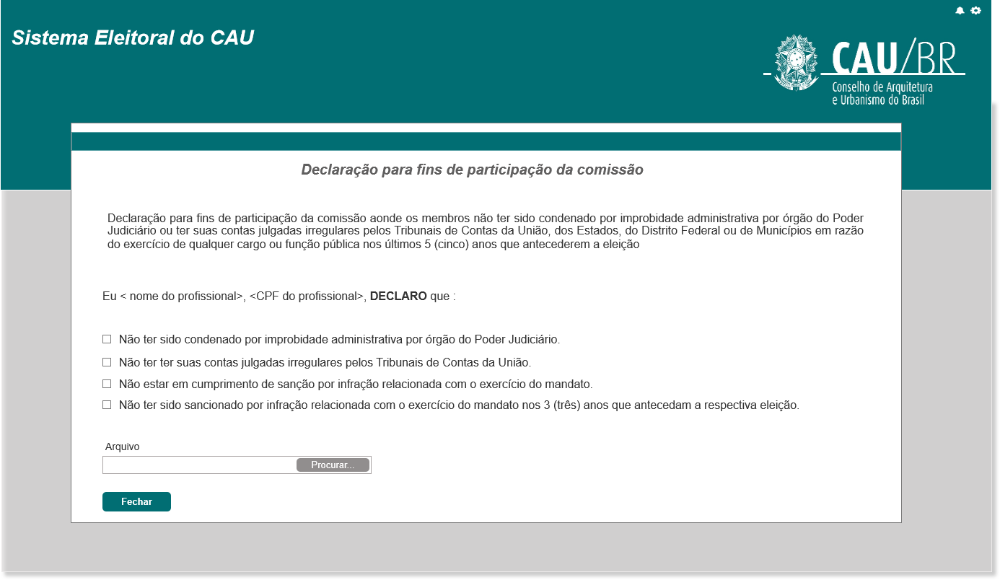 Sistema Eleitoral do CAU
CAU/BR
Conselho de Arquitetura
e Urbanismo do Brasil
Declaração para fins de participação da comissão
Declaração para fins de participação da comissão aonde os membros não ter sido condenado por improbidade administrativa por órgão do Poder
Judiciário ou ter suas contas julgadas irregulares pelos Tribunais de Contas da União, dos Estados, do Distrito Federal ou de Municípios em razão
do exercício de qualquer cargo ou função pública nos últimos 5 (cinco) anos que antecederem a eleição
Eu < nome do profissional>, <CPF do profissional>, DECLARO que :
Não ter sido condenado por improbidade administrativa por órgão do Poder Judiciário.
Não ter ter suas contas julgadas irregulares pelos Tribunais de Contas da União.
Não estar em cumprimento de sanção por infração relacionada com o exercício do mandato.
Não ter sido sancionado por infração relacionada com o exercício do mandato nos 3 (três) anos que antecedam a respectiva eleição.
Arquivo
Procurar...
Fechar